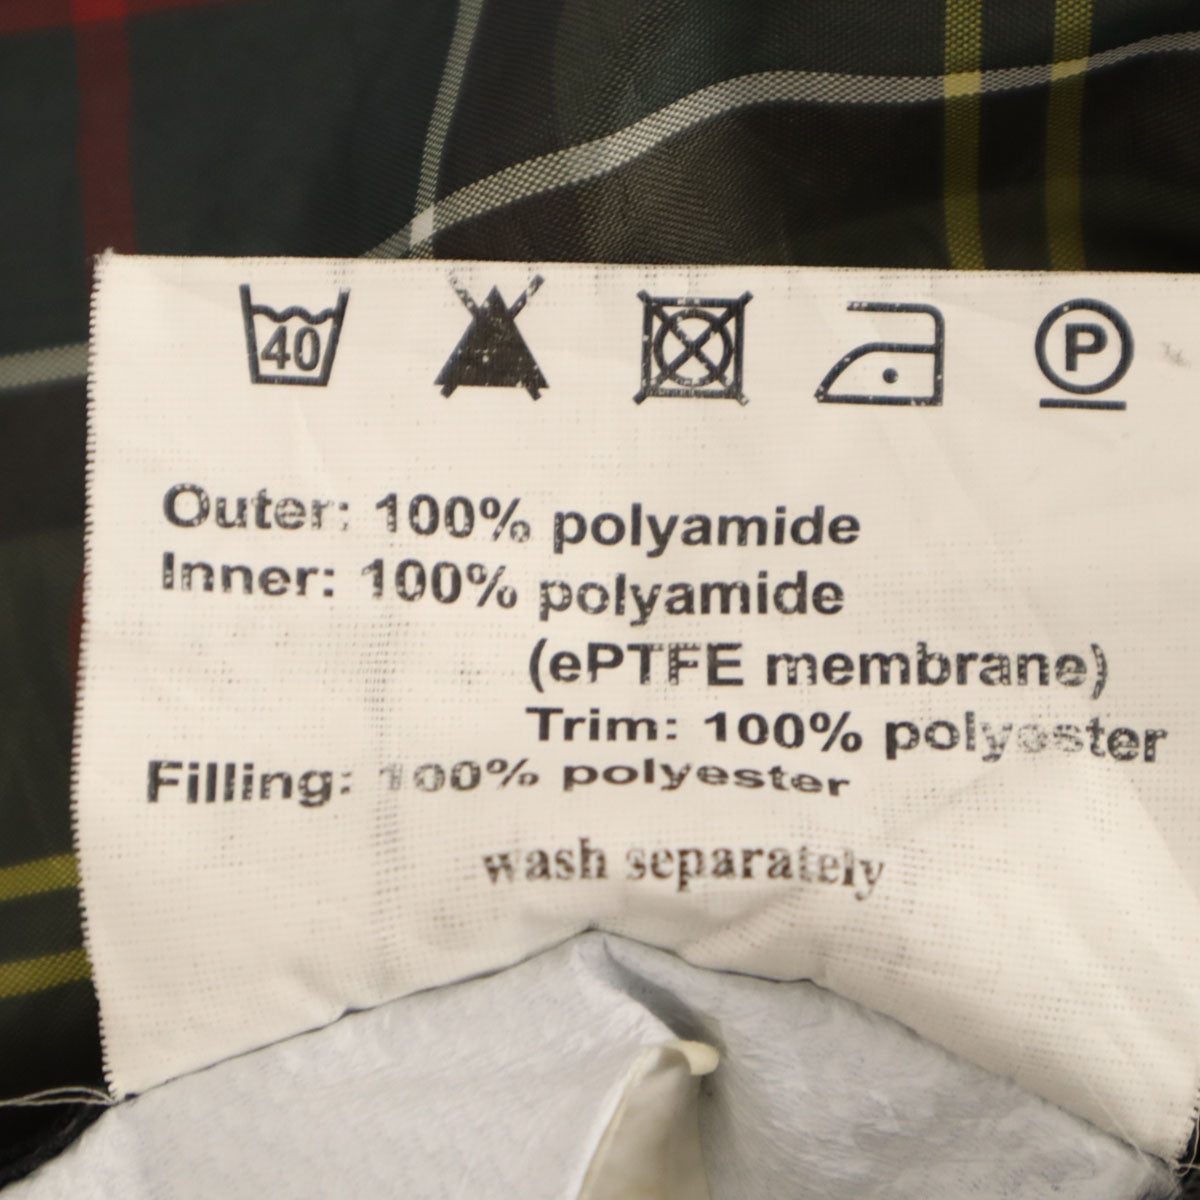 40
P
Outer: 100% polyamide
Inner: 100% polyamide
(ePTFE membrane)
Trim: 100% polyester
Filling: 100% polyester
wash separately